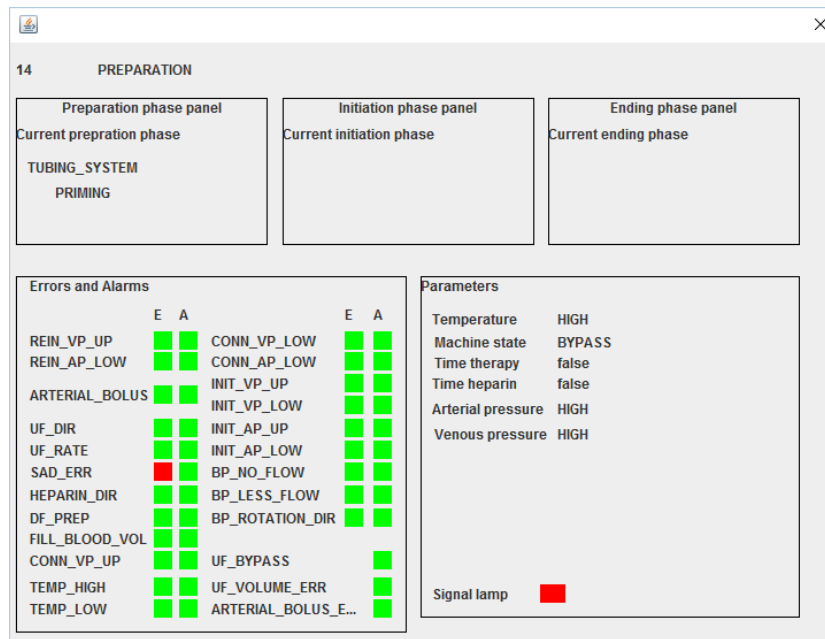 14 PREPARATION
Preparation phase panel
Current prepration phase
TUBING_SYSTEM
PRIMING
Initiation phase panel
Current initiation phase
Ending phase panel
Current ending phase
Errors and Alarms
E A E A
REIN_VP_UP CONN_VP_LOW
REIN_AP_LOW CONN_AP_LOW
INIT_VP_UP
ARTERIAL_BOLUS
INIT_VP_LOW
UF_DIR INIT_AP_UP
UF_RATE INIT_AP_LOW
SAD_ERR BP_NO_FLOW
HEPARIN_DIR BP_LESS_FLOW
DF_PREP BP_ROTATION_DIR
FILL_BLOOD_VOL
CONN_VP_UP UF_BYPASS
TEMP_HIGH UF_VOLUME_ERR
TEMP_LOW ARTERIAL_BOLUS_E...
Parameters
Temperature HIGH
Machine state BYPASS
Time therapy false
Time heparin false
Arterial pressure HIGH
Venous pressure HIGH
Signal lamp